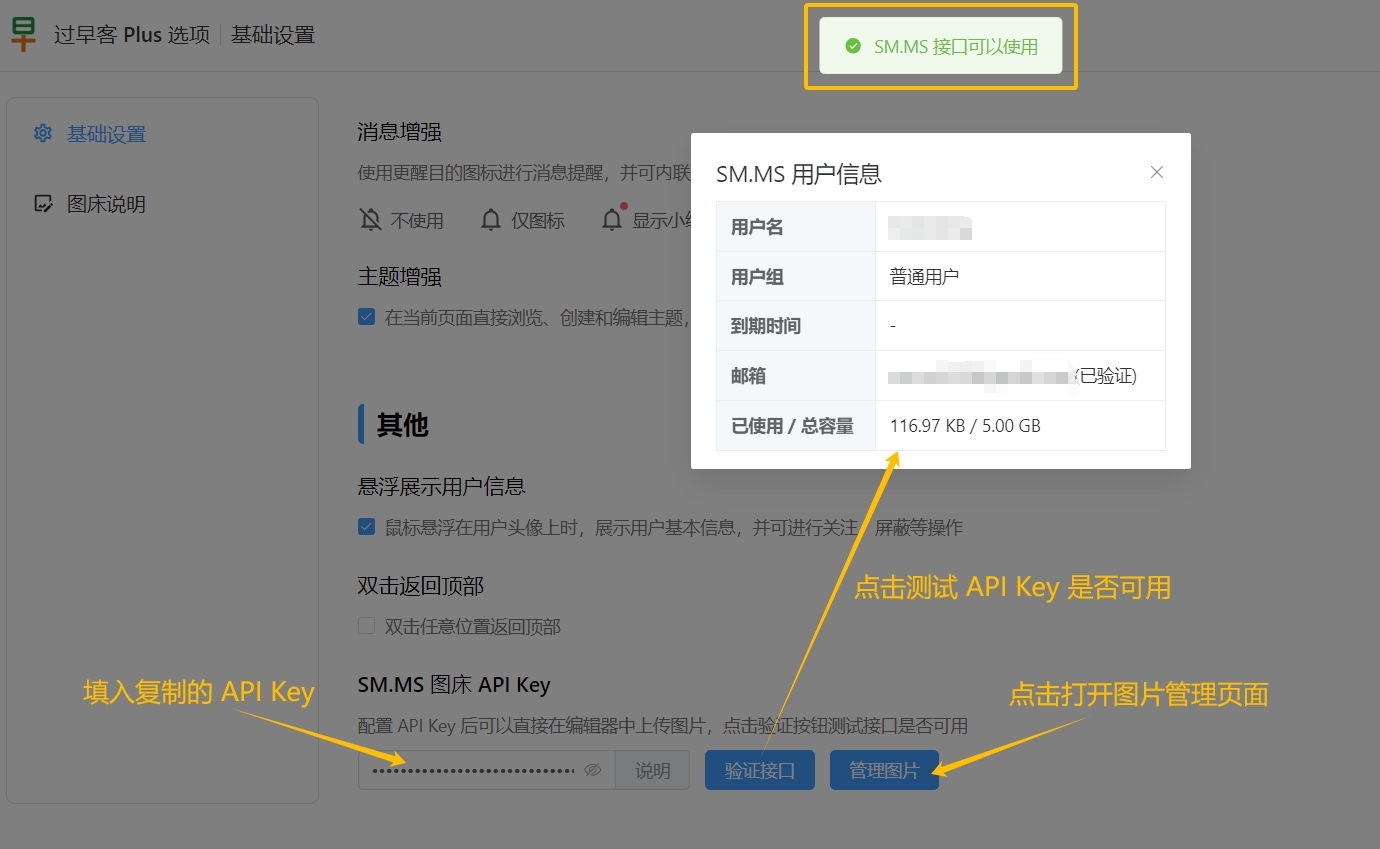 过早客 Plus 选项 基础设置
SM.MS 接口可以使用
基础设置
图床说明
消息增强
使用更醒目的图标进行消息提醒，并可内联
不使用 仅图标 显示小
主题增强
在当前页面直接浏览、创建和编辑主题，
SM.MS 用户信息
用户名
用户组 普通用户
到期时间 -
邮箱 (已验证)
已使用 / 总容量 116.97 KB / 5.00 GB
其他
悬浮展示用户信息
鼠标悬浮在用户头像上时，展示用户基本信息，并可进行关注、屏蔽等操作
点击测试 API Key 是否可用
双击返回顶部
双击任意位置返回顶部
填入复制的 API Key
SM.MS 图床 API Key
点击打开图片管理页面
配置 API Key 后可以直接在编辑器中上传图片，点击验证按钮测试接口是否可用
说明 验证接口 管理图片